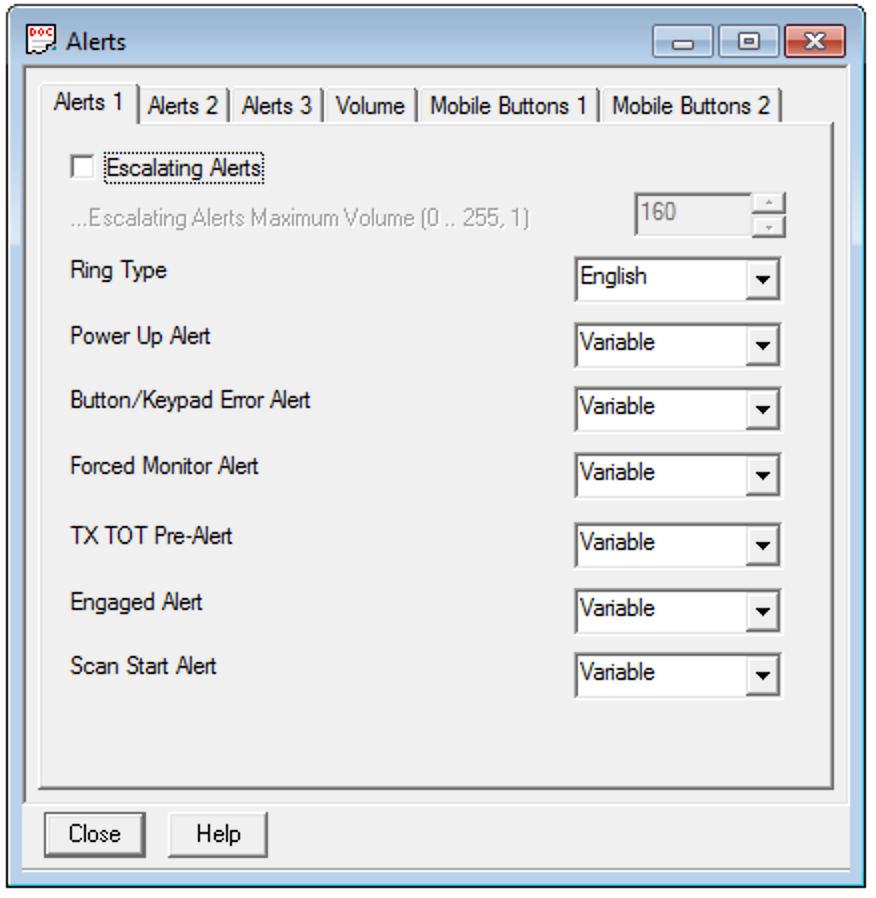 DOC Alerts
Alerts 1 Alerts 2 Alerts 3 Volume Mobile Buttons 1 Mobile Buttons 2
Escalating Alerts
...Escalating Alerts Maximum Volume (0 .. 255, 1) 160
Ring Type English
Power Up Alert Variable
Button/Keypad Error Alert Variable
Forced Monitor Alert Variable
TX TOT Pre-Alert Variable
Engaged Alert Variable
Scan Start Alert Variable
Close Help